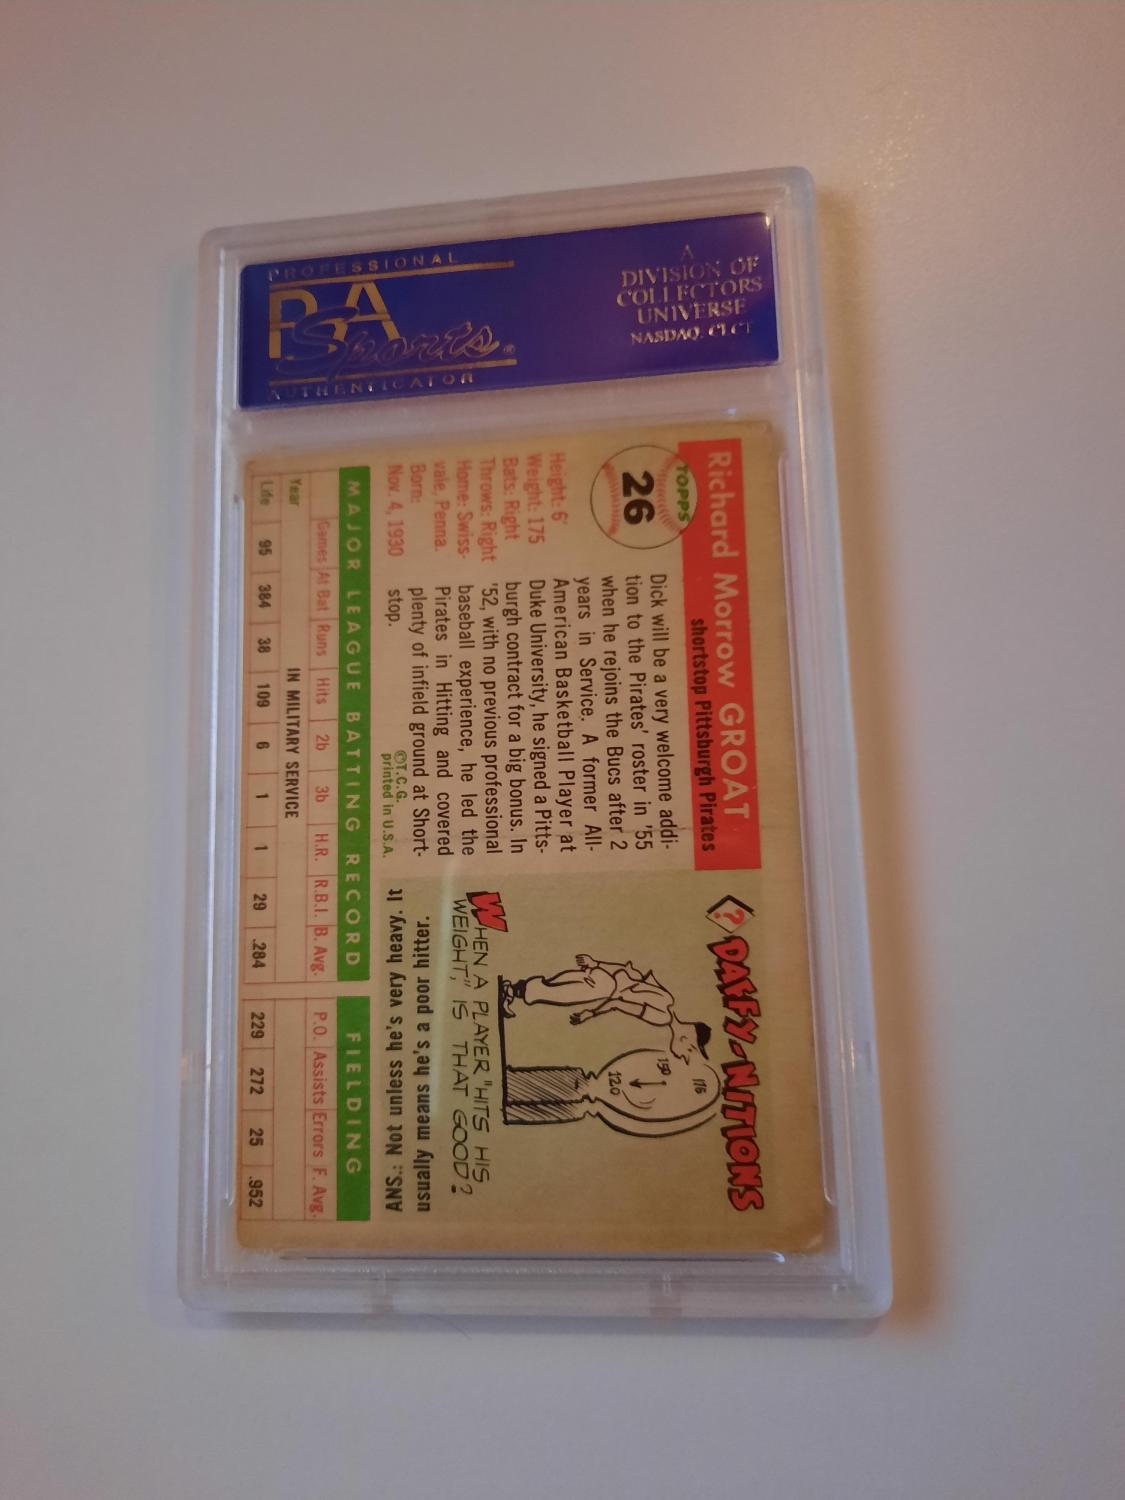 PROFESSIONAL
PSA
Sports®
AUTHENTICATOR
A
DIVISION OF
COLLECTORS
UNIVERSE
NASDAQ: CLCT
TOPPS
26
Richard Morrow GROAT
shortstop Pittsburgh Pirates
Height: 6'
Weight: 175
Bats: Right
Throws: Right
Home: Swiss-
vale, Penna.
Born:
Nov. 4, 1930
Dick will be a very welcome addi-
tion to the Pirates' roster in '55
when he rejoins the Bucs after 2
years in Service. A former All-
American Basketball Player at
Duke University, he signed a Pitts-
burgh contract for a big bonus. In
'52, with no previous professional
baseball experience, he led the
Pirates in Hitting and covered
plenty of infield ground at Short-
stop.
©T.C.G.
printed in U.S.A.
? DAFFY-NITIONS
176
150
120
WHEN A PLAYER "HITS HIS
WEIGHT," IS THAT GOOD?
ANS.: Not unless he's very heavy. It
usually means he's a poor hitter.
MAJOR LEAGUE BATTING RECORD FIELDING
Games At Bat Runs Hits 2b 3b H.R. R.B.I. B. Avg. P.O. Assists Errors F. Avg.
Year IN MILITARY SERVICE
Life 95 384 38 109 6 1 1 29 .284 229 272 25 .952